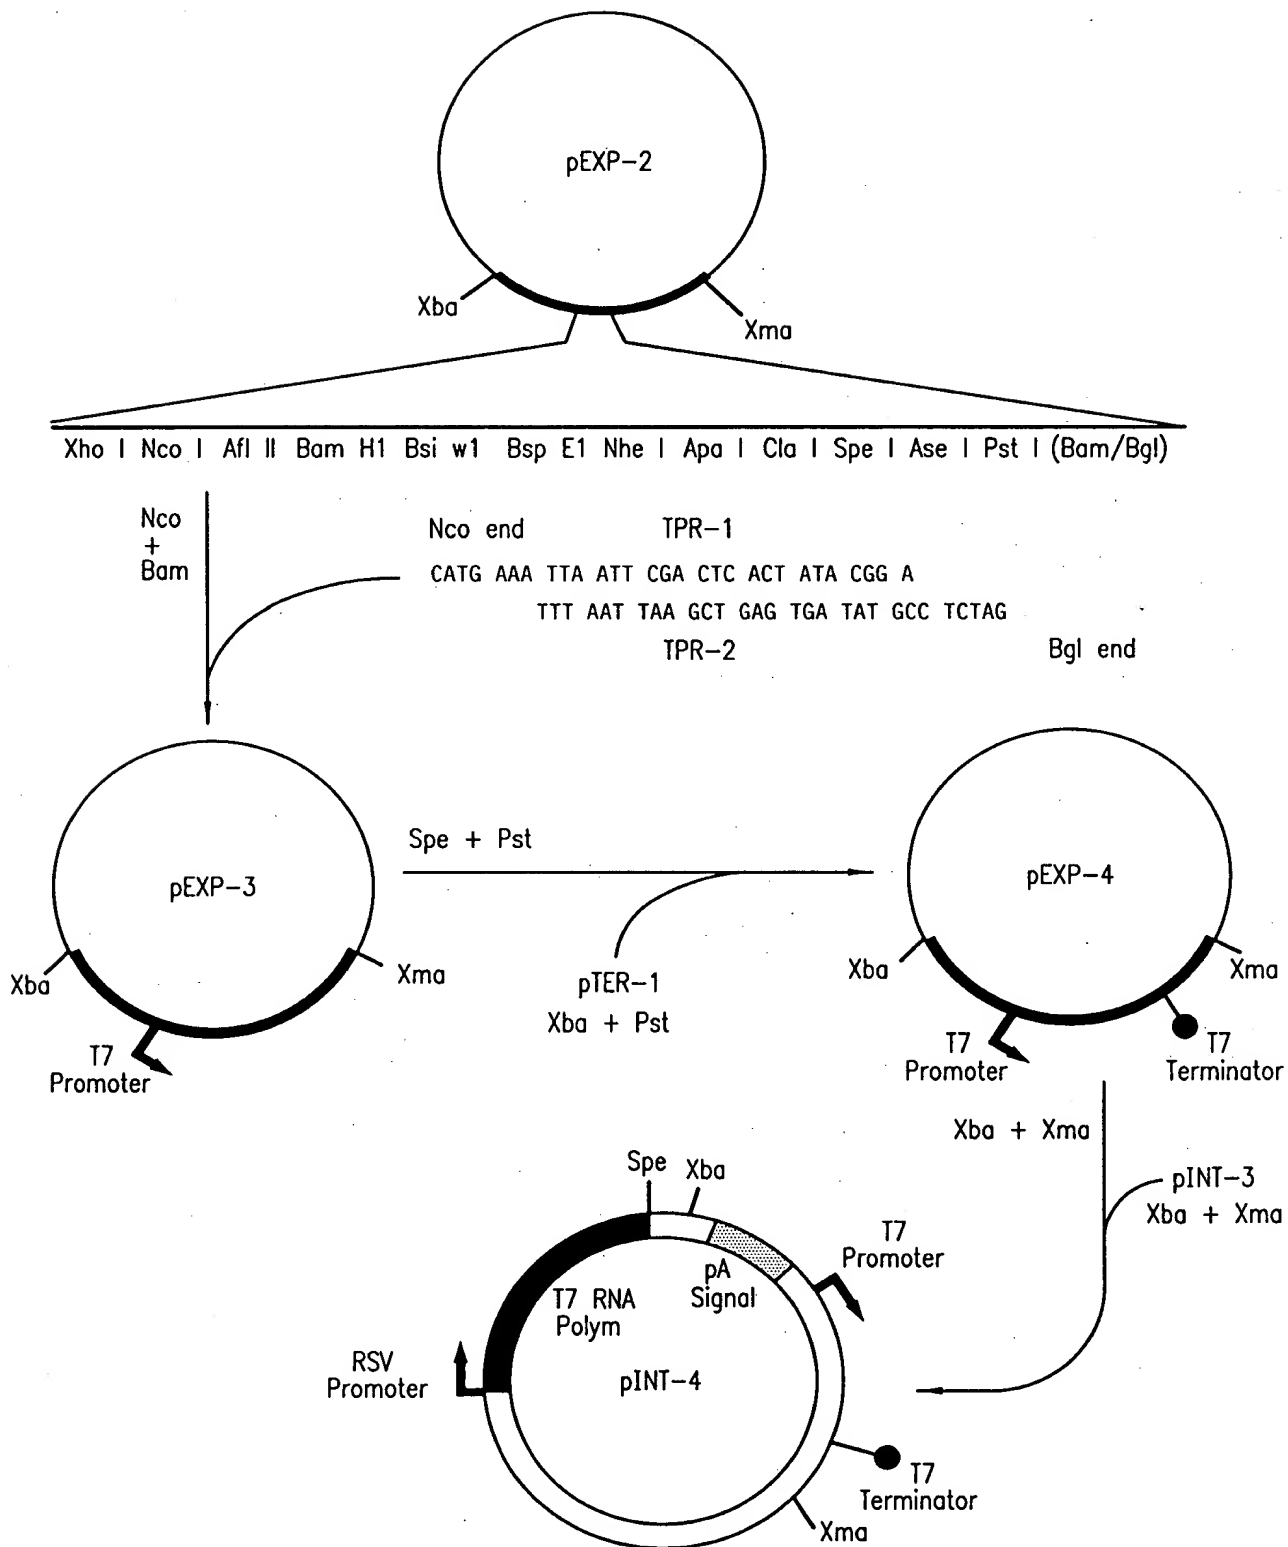 pEXP-2
Xba
Xma
Xho I Nco I Afl II Bam H1 Bsi w1 Bsp E1 Nhe I Apa I Cla I Spe I Ase I Pst I (Bam/Bgl)
Nco
+
Bam
Nco end TPR-1
CATG AAA TTA ATT CGA CTC ACT ATA CGG A
TTT AAT TAA GCT GAG TGA TAT GCC TCTAG
TPR-2
Bgl end
pEXP-3
Xba
Xma
T7
Promoter
Spe + Pst
pTER-1
Xba + Pst
pEXP-4
Xba
Xma
T7
Promoter
T7
Terminator
Xba + Xma
pINT-3
Xba + Xma
Spe
Xba
T7
Promoter
pA
Signal
T7 RNA
Polym
RSV
Promoter
pINT-4
T7
Terminator
Xma